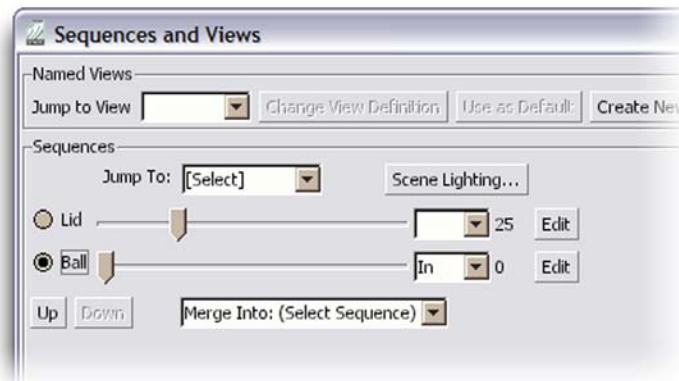 Sequences and Views
Named Views
Jump to View Change View Definition Use as Default Create New
Sequences
Jump To: [Select] Scene Lighting...
Lid 25 Edit
Ball In 0 Edit
Up Down Merge Into: (Select Sequence)